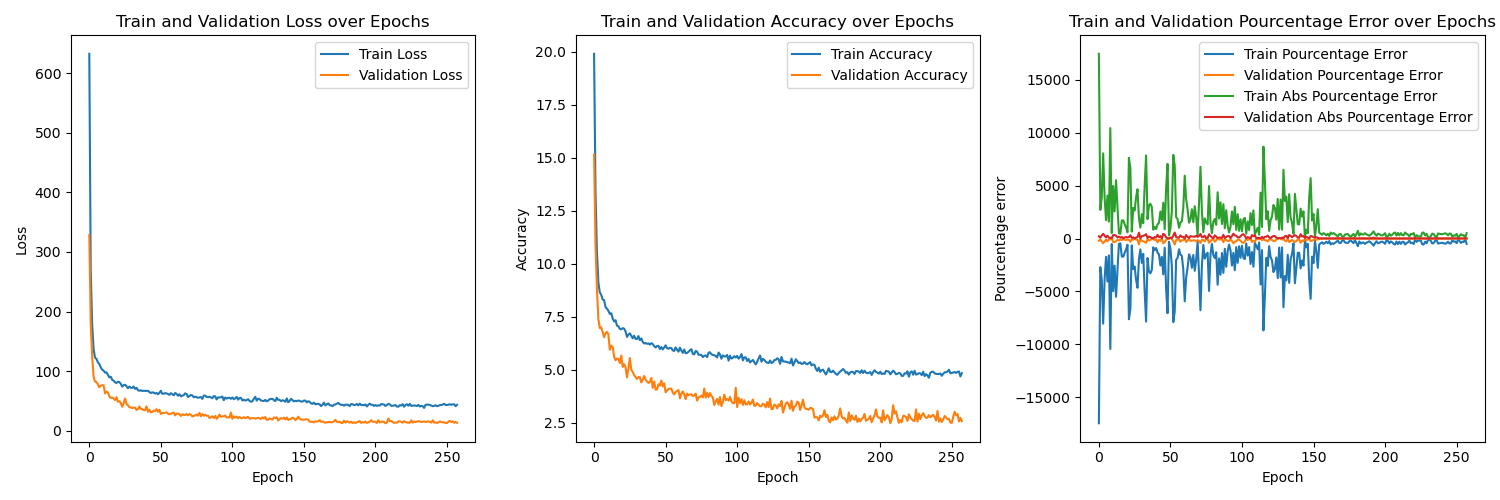 Train and Validation Loss over Epochs
Train Loss
Validation Loss
Loss
600
500
400
300
200
100
0
0 50 100 150 200 250
Epoch
Train and Validation Accuracy over Epochs
Train Accuracy
Validation Accuracy
Accuracy
20.0
17.5
15.0
12.5
10.0
7.5
5.0
2.5
0 50 100 150 200 250
Epoch
Train and Validation Pourcentage Error over Epochs
Train Pourcentage Error
Validation Pourcentage Error
Train Abs Pourcentage Error
Validation Abs Pourcentage Error
Pourcentage error
15000
10000
5000
0
−5000
−10000
−15000
0 50 100 150 200 250
Epoch